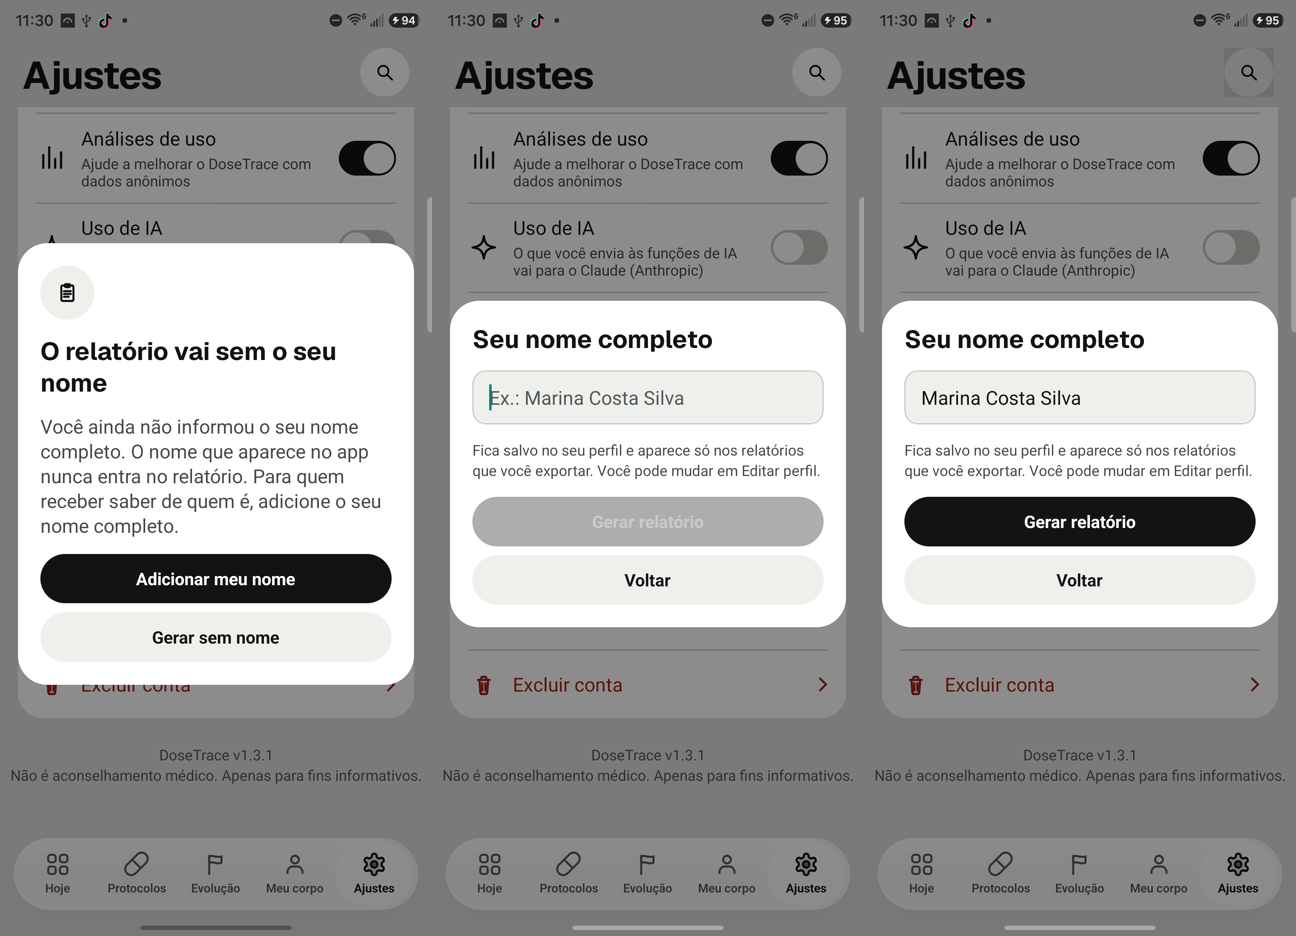 11:30
94
Ajustes
Análises de uso
Ajude a melhorar o DoseTrace com
dados anônimos
Uso de IA
O relatório vai sem o seu
nome
Você ainda não informou o seu nome
completo. O nome que aparece no app
nunca entra no relatório. Para quem
receber saber de quem é, adicione o seu
nome completo.
Adicionar meu nome
Gerar sem nome
Excluir conta
DoseTrace v1.3.1
Não é aconselhamento médico. Apenas para fins informativos.
Hoje
Protocolos
Evolução
Meu corpo
Ajustes
11:30
6
95
Ajustes
Análises de uso
Ajude a melhorar o DoseTrace com
dados anônimos
Uso de IA
O que você envia às funções de IA
vai para o Claude (Anthropic)
Seu nome completo
Ex.: Marina Costa Silva
Fica salvo no seu perfil e aparece só nos relatórios
que você exportar. Você pode mudar em Editar perfil.
Gerar relatório
Voltar
Excluir conta
DoseTrace v1.3.1
Não é aconselhamento médico. Apenas para fins informativos.
Hoje
Protocolos
Evolução
Meu corpo
Ajustes
11:30
6
95
Ajustes
Análises de uso
Ajude a melhorar o DoseTrace com
dados anônimos
Uso de IA
O que você envia às funções de IA
vai para o Claude (Anthropic)
Seu nome completo
Marina Costa Silva
Fica salvo no seu perfil e aparece só nos relatórios
que você exportar. Você pode mudar em Editar perfil.
Gerar relatório
Voltar
Excluir conta
DoseTrace v1.3.1
Não é aconselhamento médico. Apenas para fins informativos.
Hoje
Protocolos
Evolução
Meu corpo
Ajustes